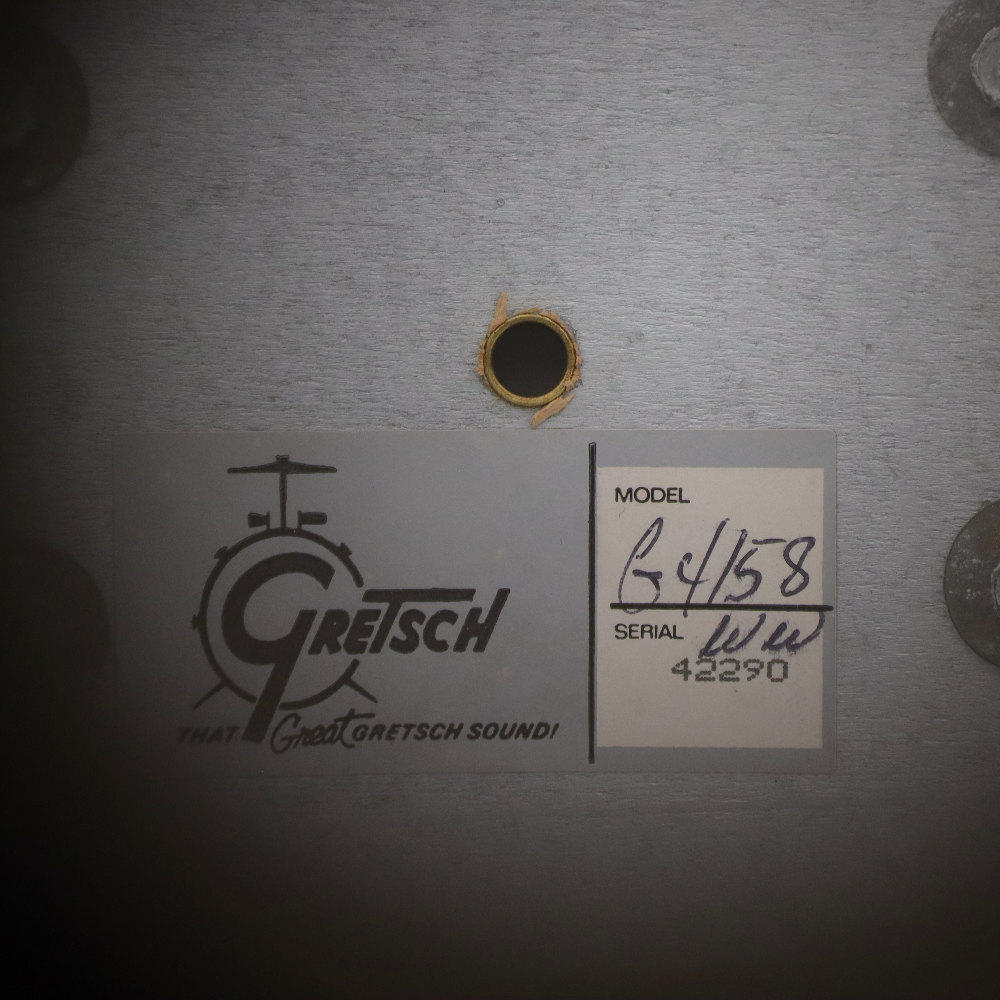 GRETSCH
THAT Great GRETSCH SOUND!
MODEL
G4158
SERIAL WW
42290